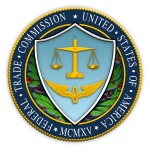 FEDERAL TRADE COMMISSION
UNITED STATES OF AMERICA
MCMXV